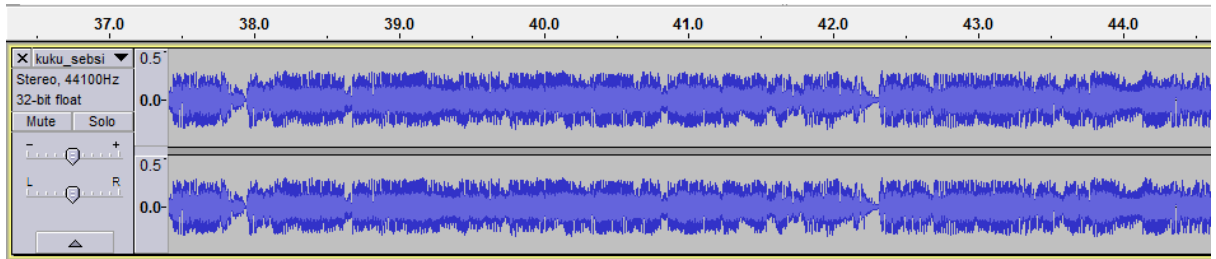 37.0 38.0 39.0 40.0 41.0 42.0 43.0 44.0
X kuku_sebsi ▼ 0.5
Stereo, 44100Hz
32-bit float 0.0-
Mute Solo
- +
0.5
L R
0.0-